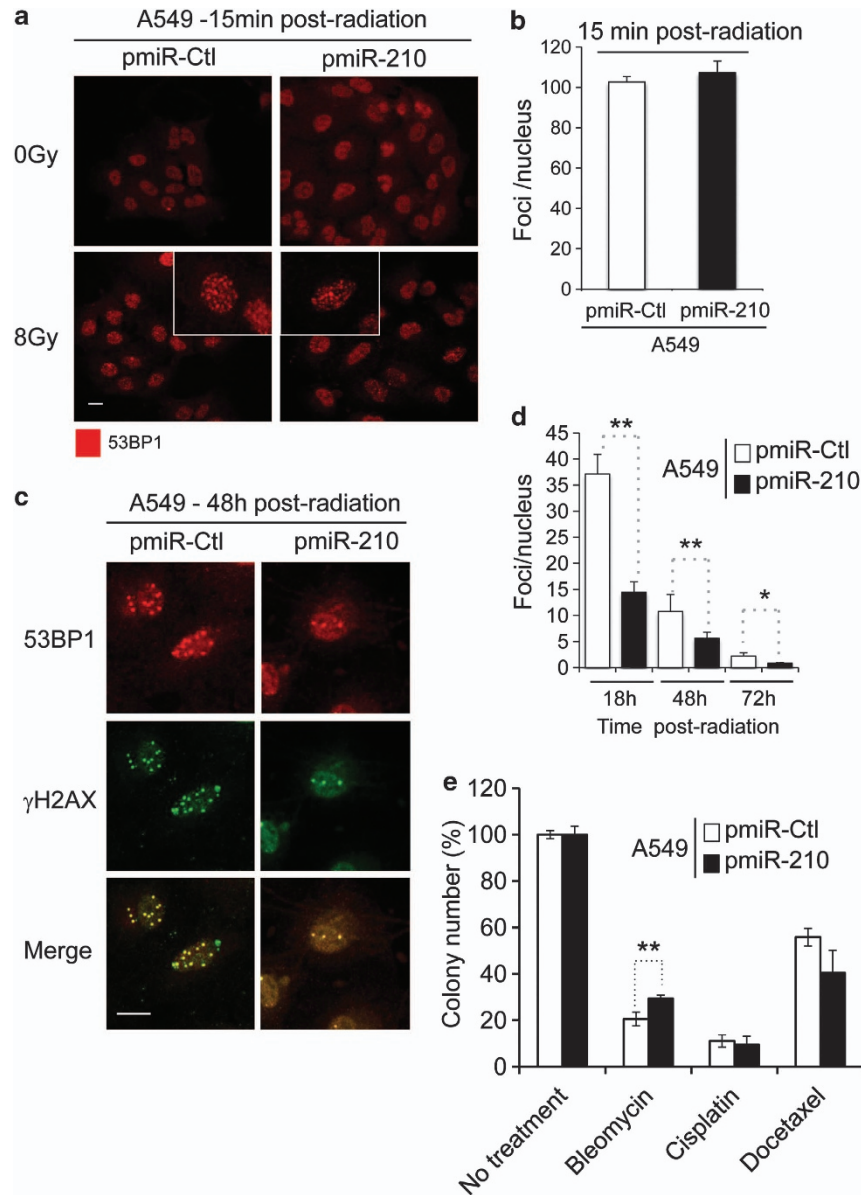 a
A549 -15min post-radiation
pmiR-Ctl pmiR-210
0Gy
8Gy
53BP1
b
15 min post-radiation
Foci /nucleus
120
100
80
60
40
20
0
pmiR-Ctl pmiR-210
A549
c
A549 - 48h post-radiation
pmiR-Ctl pmiR-210
53BP1
γH2AX
Merge
d
Foci/nucleus
45
40
35
30
25
20
15
10
5
0
**
**
*
A549
pmiR-Ctl
pmiR-210
18h 48h 72h
Time post-radiation
e
Colony number (%)
120
100
80
60
40
20
0
A549
pmiR-Ctl
pmiR-210
**
No treatment
Bleomycin
Cisplatin
Docetaxel